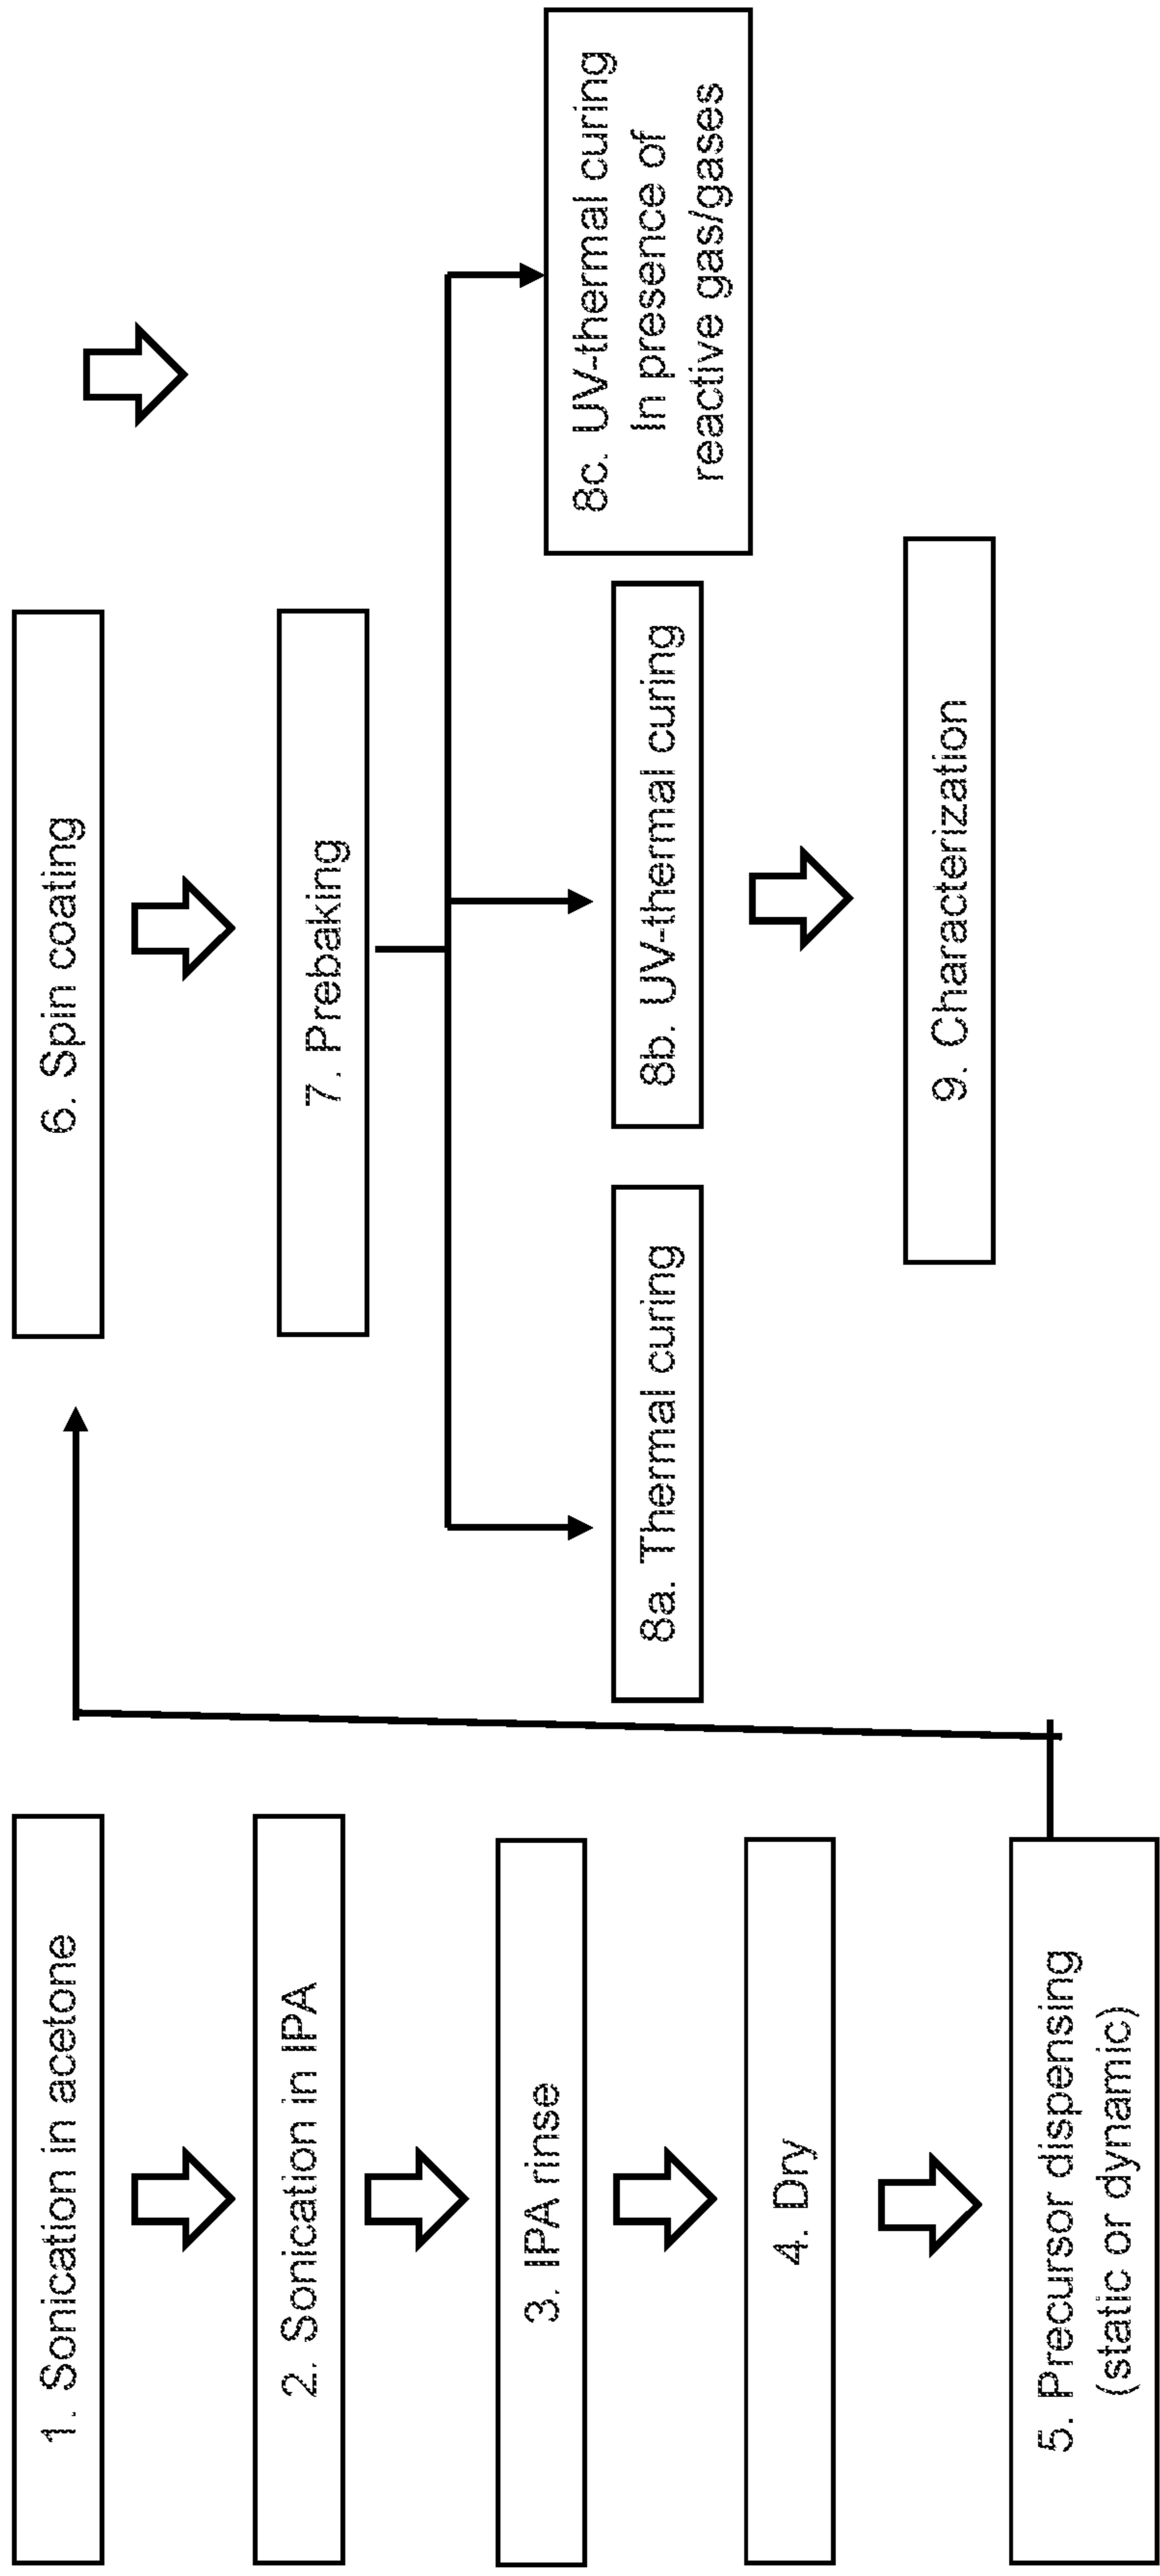 1. Sonication in acetone
2. Sonication in IPA
3. IPA rinse
4. Dry
5. Precursor dispensing
(static or dynamic)
6. Spin coating
7. Prebaking
8a. Thermal curing
8b. UV-thermal curing
8c. UV-thermal curing
In presence of
reactive gas/gases
9. Characterization